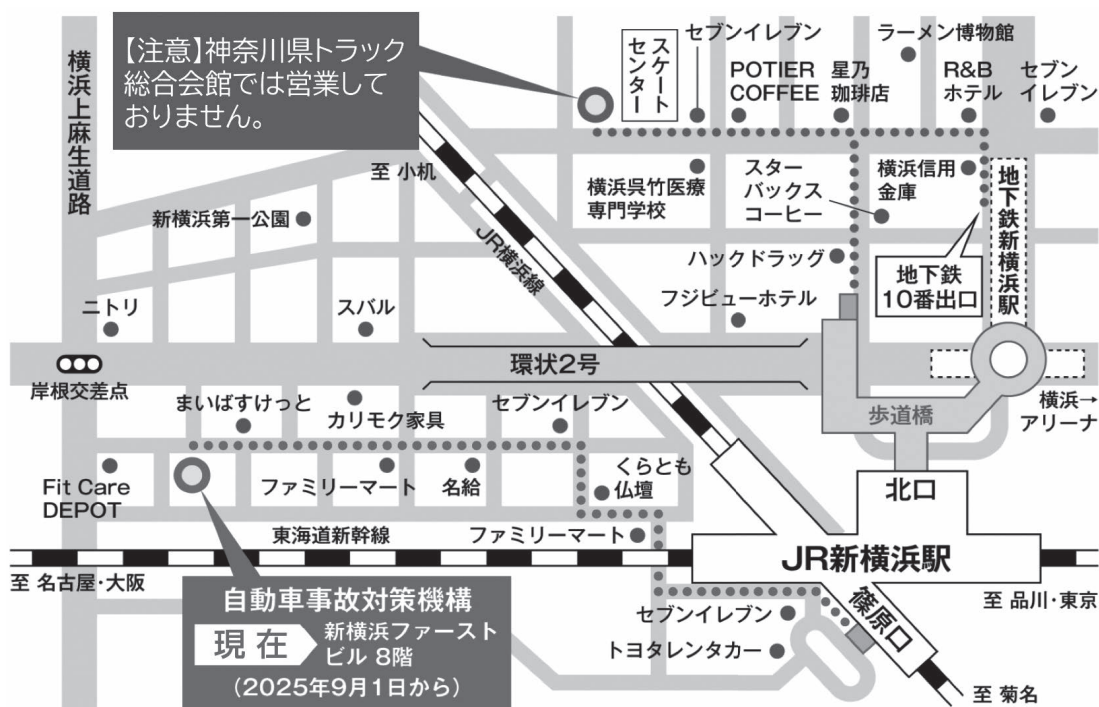 【注意】神奈川県トラック
総合会館では営業して
おりません。
横浜上麻生道路
スケート
センター
セブンイレブン
POTIER
COFFEE
星乃
珈琲店
ラーメン博物館
R&B
ホテル
セブン
イレブン
至 小机
JR横浜線
新横浜第一公園
横浜呉竹医療
専門学校
スター
バックス
コーヒー
横浜信用
金庫
地下鉄新横浜駅
地下鉄
10番出口
ハックドラッグ
フジビューホテル
ニトリ
スバル
環状2号
岸根交差点
まいばすけっと
カリモク家具
セブンイレブン
歩道橋
横浜→
アリーナ
Fit Care
DEPOT
ファミリーマート
名給
くらとも
仏壇
北口
東海道新幹線
ファミリーマート
JR新横浜駅
至 名古屋・大阪
至 品川・東京
自動車事故対策機構
現在
新横浜ファースト
ビル 8階
(2025年9月1日から)
セブンイレブン
トヨタレンタカー
篠原口
至 菊名